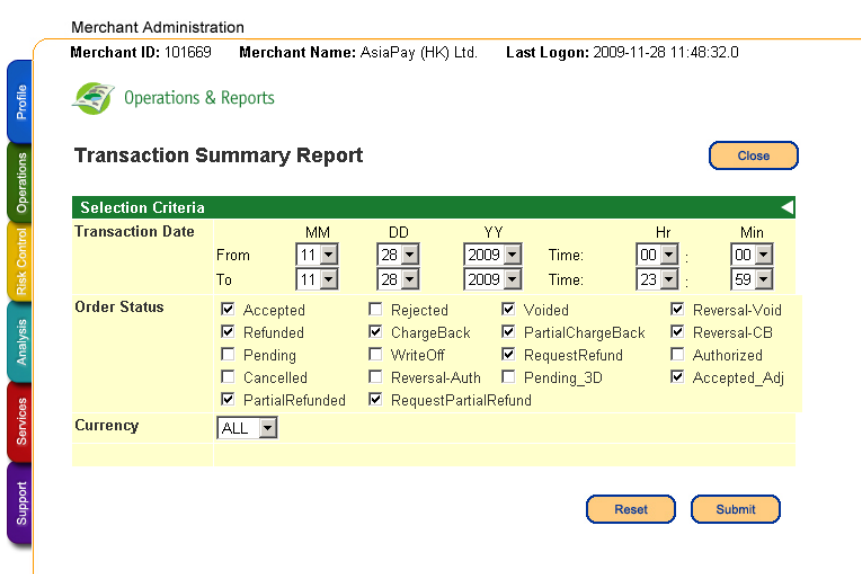 Merchant Administration
Merchant ID: 101669 Merchant Name: AsiaPay (HK) Ltd. Last Logon: 2009-11-28 11:48:32.0
Profile
Operations & Reports
Transaction Summary Report Close
Operations
Selection Criteria
Transaction Date MM DD YY Hr Min
From 11 28 2009 Time: 00 : 00
To 11 28 2009 Time: 23 : 59
Risk Control
Order Status Accepted Rejected Voided Reversal-Void
Refunded ChargeBack PartialChargeBack Reversal-CB
Pending WriteOff RequestRefund Authorized
Cancelled Reversal-Auth Pending_3D Accepted_Adj
PartialRefunded RequestPartialRefund
Analysis
Currency ALL
Services
Reset Submit
Support